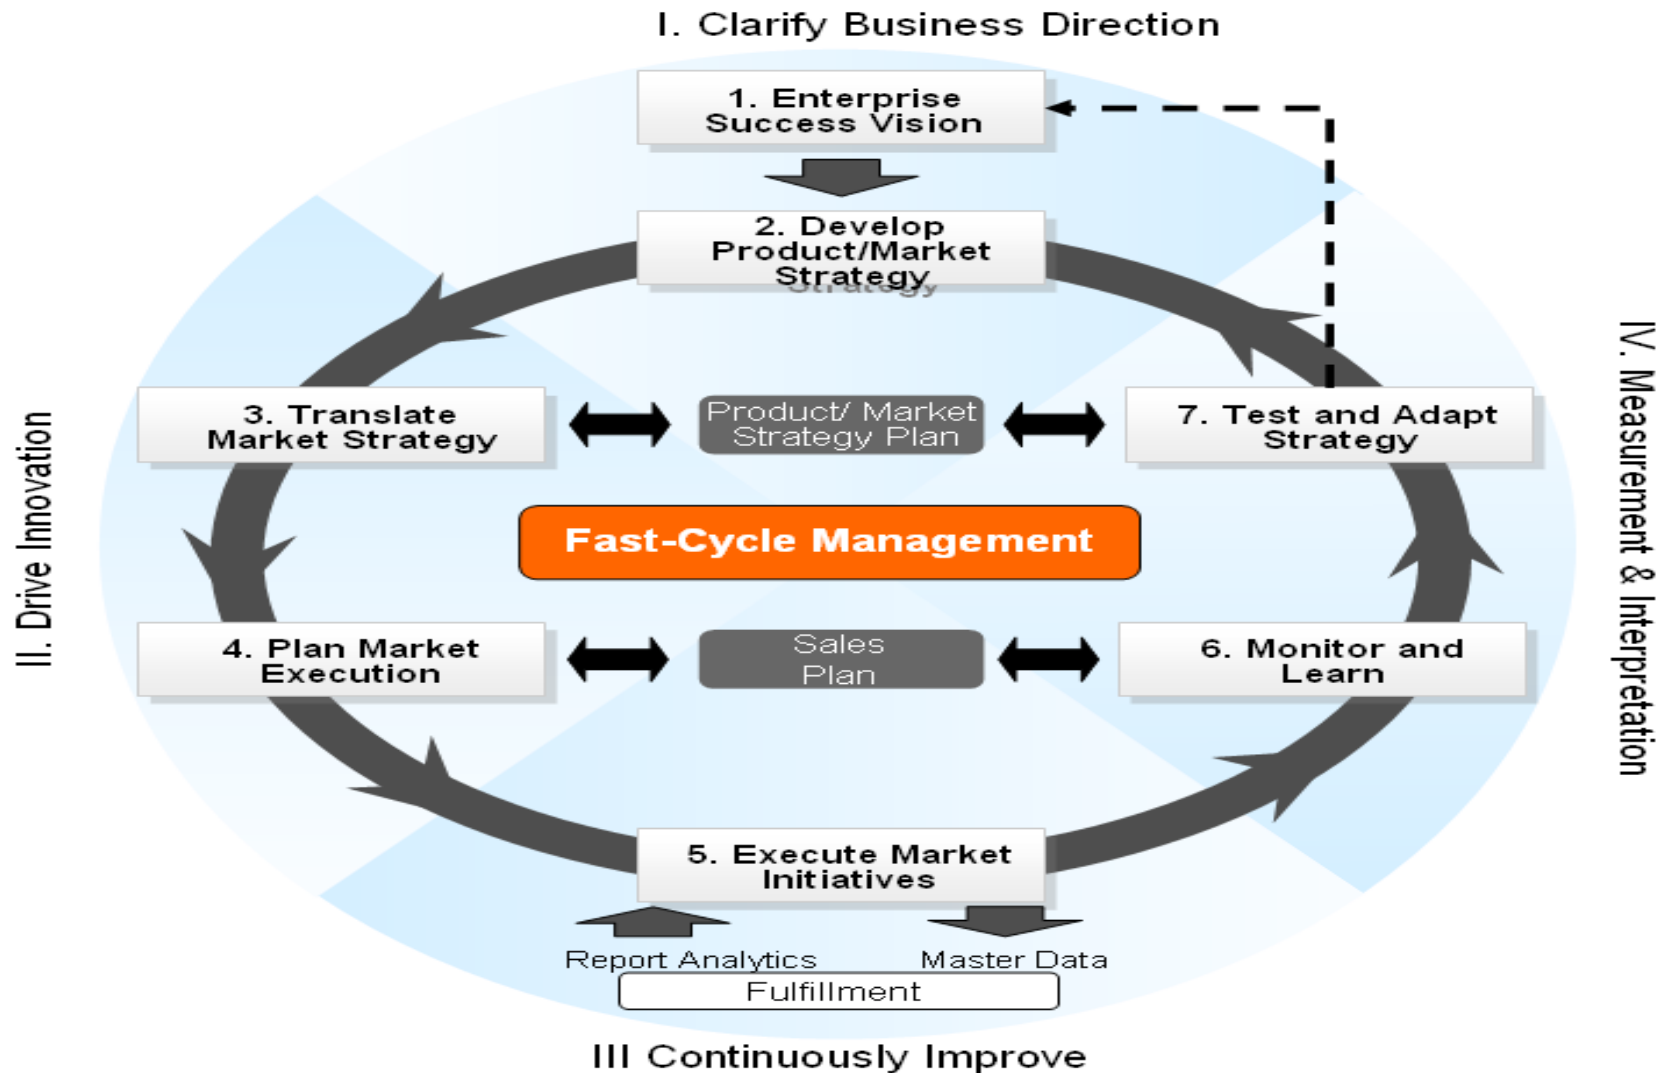 I. Clarify Business Direction
1. Enterprise
Success Vision
2. Develop
Product/Market
Strategy
3. Translate
Market Strategy
Product/ Market
Strategy Plan
7. Test and Adapt
Strategy
Fast-Cycle Management
II. Drive Innovation
IV. Measurement & Interpretation
4. Plan Market
Execution
Sales
Plan
6. Monitor and
Learn
5. Execute Market
Initiatives
Report Analytics
Master Data
Fulfillment
III Continuously Improve